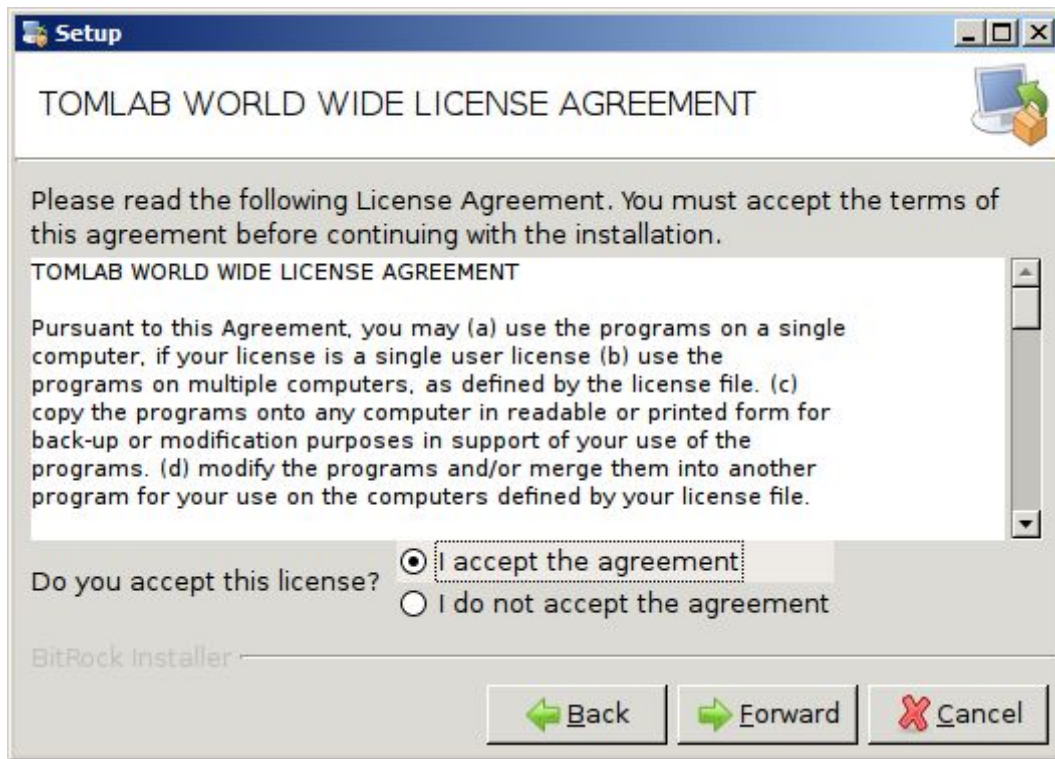 Setup
TOMLAB WORLD WIDE LICENSE AGREEMENT
Please read the following License Agreement. You must accept the terms of
this agreement before continuing with the installation.
TOMLAB WORLD WIDE LICENSE AGREEMENT
Pursuant to this Agreement, you may (a) use the programs on a single
computer, if your license is a single user license (b) use the
programs on multiple computers, as defined by the license file. (c)
copy the programs onto any computer in readable or printed form for
back-up or modification purposes in support of your use of the
programs. (d) modify the programs and/or merge them into another
program for your use on the computers defined by your license file.
Do you accept this license?
I accept the agreement
I do not accept the agreement
BitRock Installer
Back
Forward
Cancel